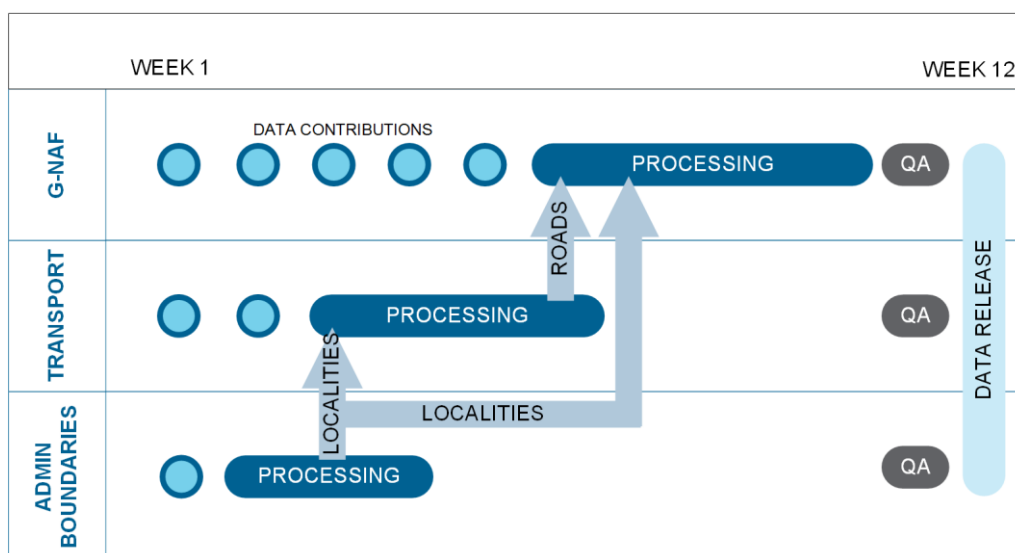 WEEK 1
WEEK 12
G-NAF
DATA CONTRIBUTIONS
PROCESSING
QA
ROADS
TRANSPORT
PROCESSING
QA
DATA RELEASE
LOCALITIES
LOCALITIES
ADMIN
BOUNDARIES
PROCESSING
QA